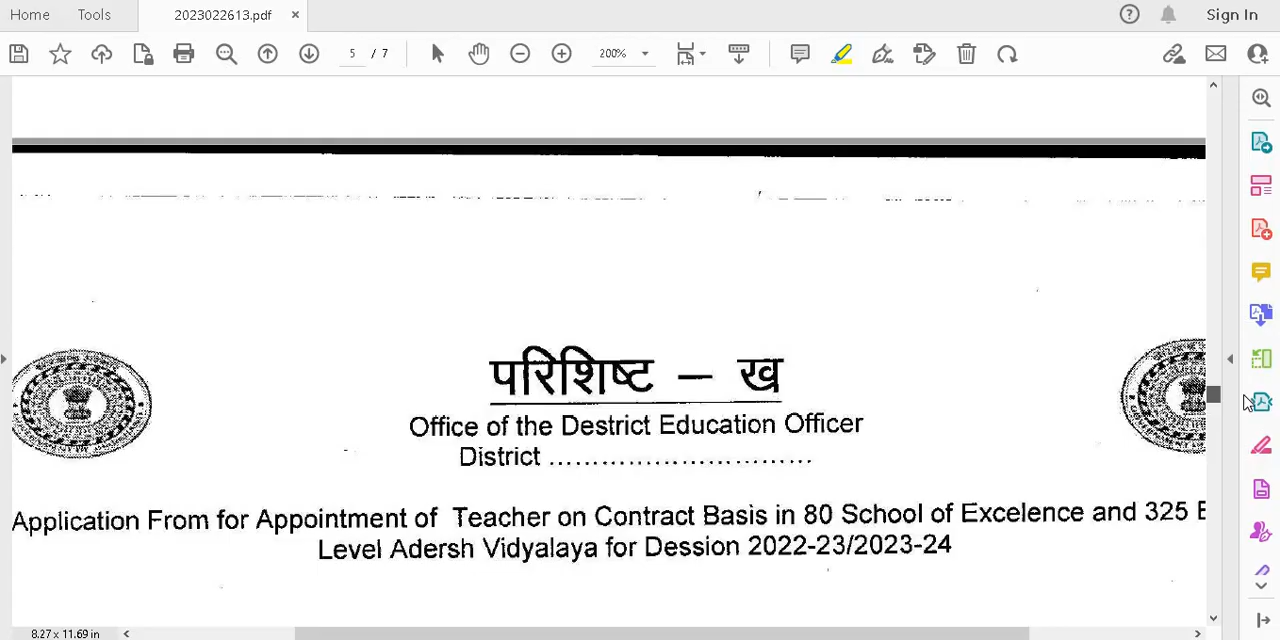 Home Tools 2023022613.pdf Sign In
5 / 7 200%
परिशिष्ट – ख
Office of the Destrict Education Officer
District ..............................
Application From for Appointment of Teacher on Contract Basis in 80 School of Excelence and 325
Level Adersh Vidyalaya for Dession 2022-23/2023-24
8.27 x 11.69 in